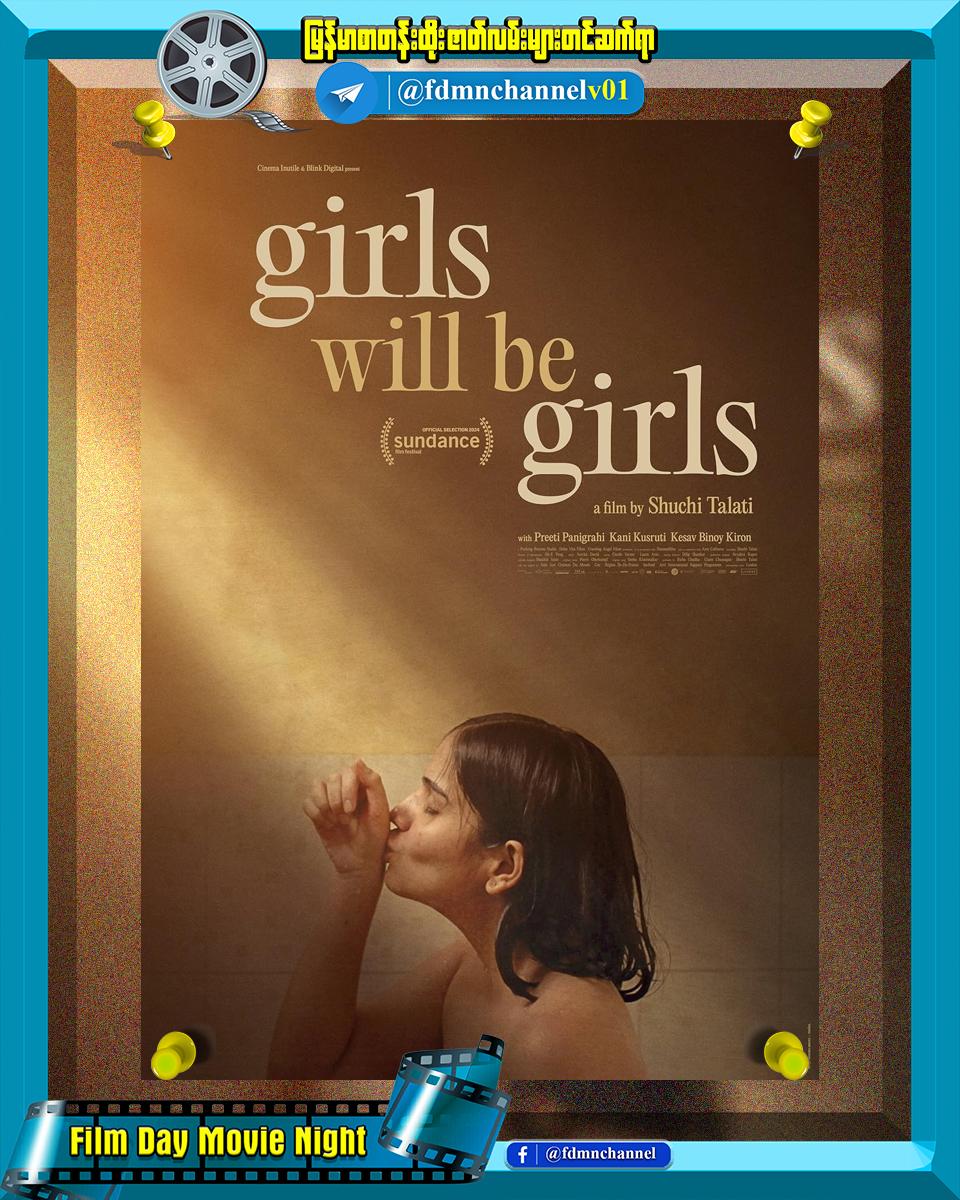 မြန်မာစာတန်းထိုးဇာတ်လမ်းများတင်ဆက်ရာ
@fdmnchannelv01
Cinema Inutile & Blink Digital present
girls
will be
girls
OFFICIAL SELECTION 2024
sundance
film festival
a film by Shuchi Talati
with Preeti Panigrahi Kani Kusruti Kesav Binoy Kiron
Film Day Movie Night
@fdmnchannel